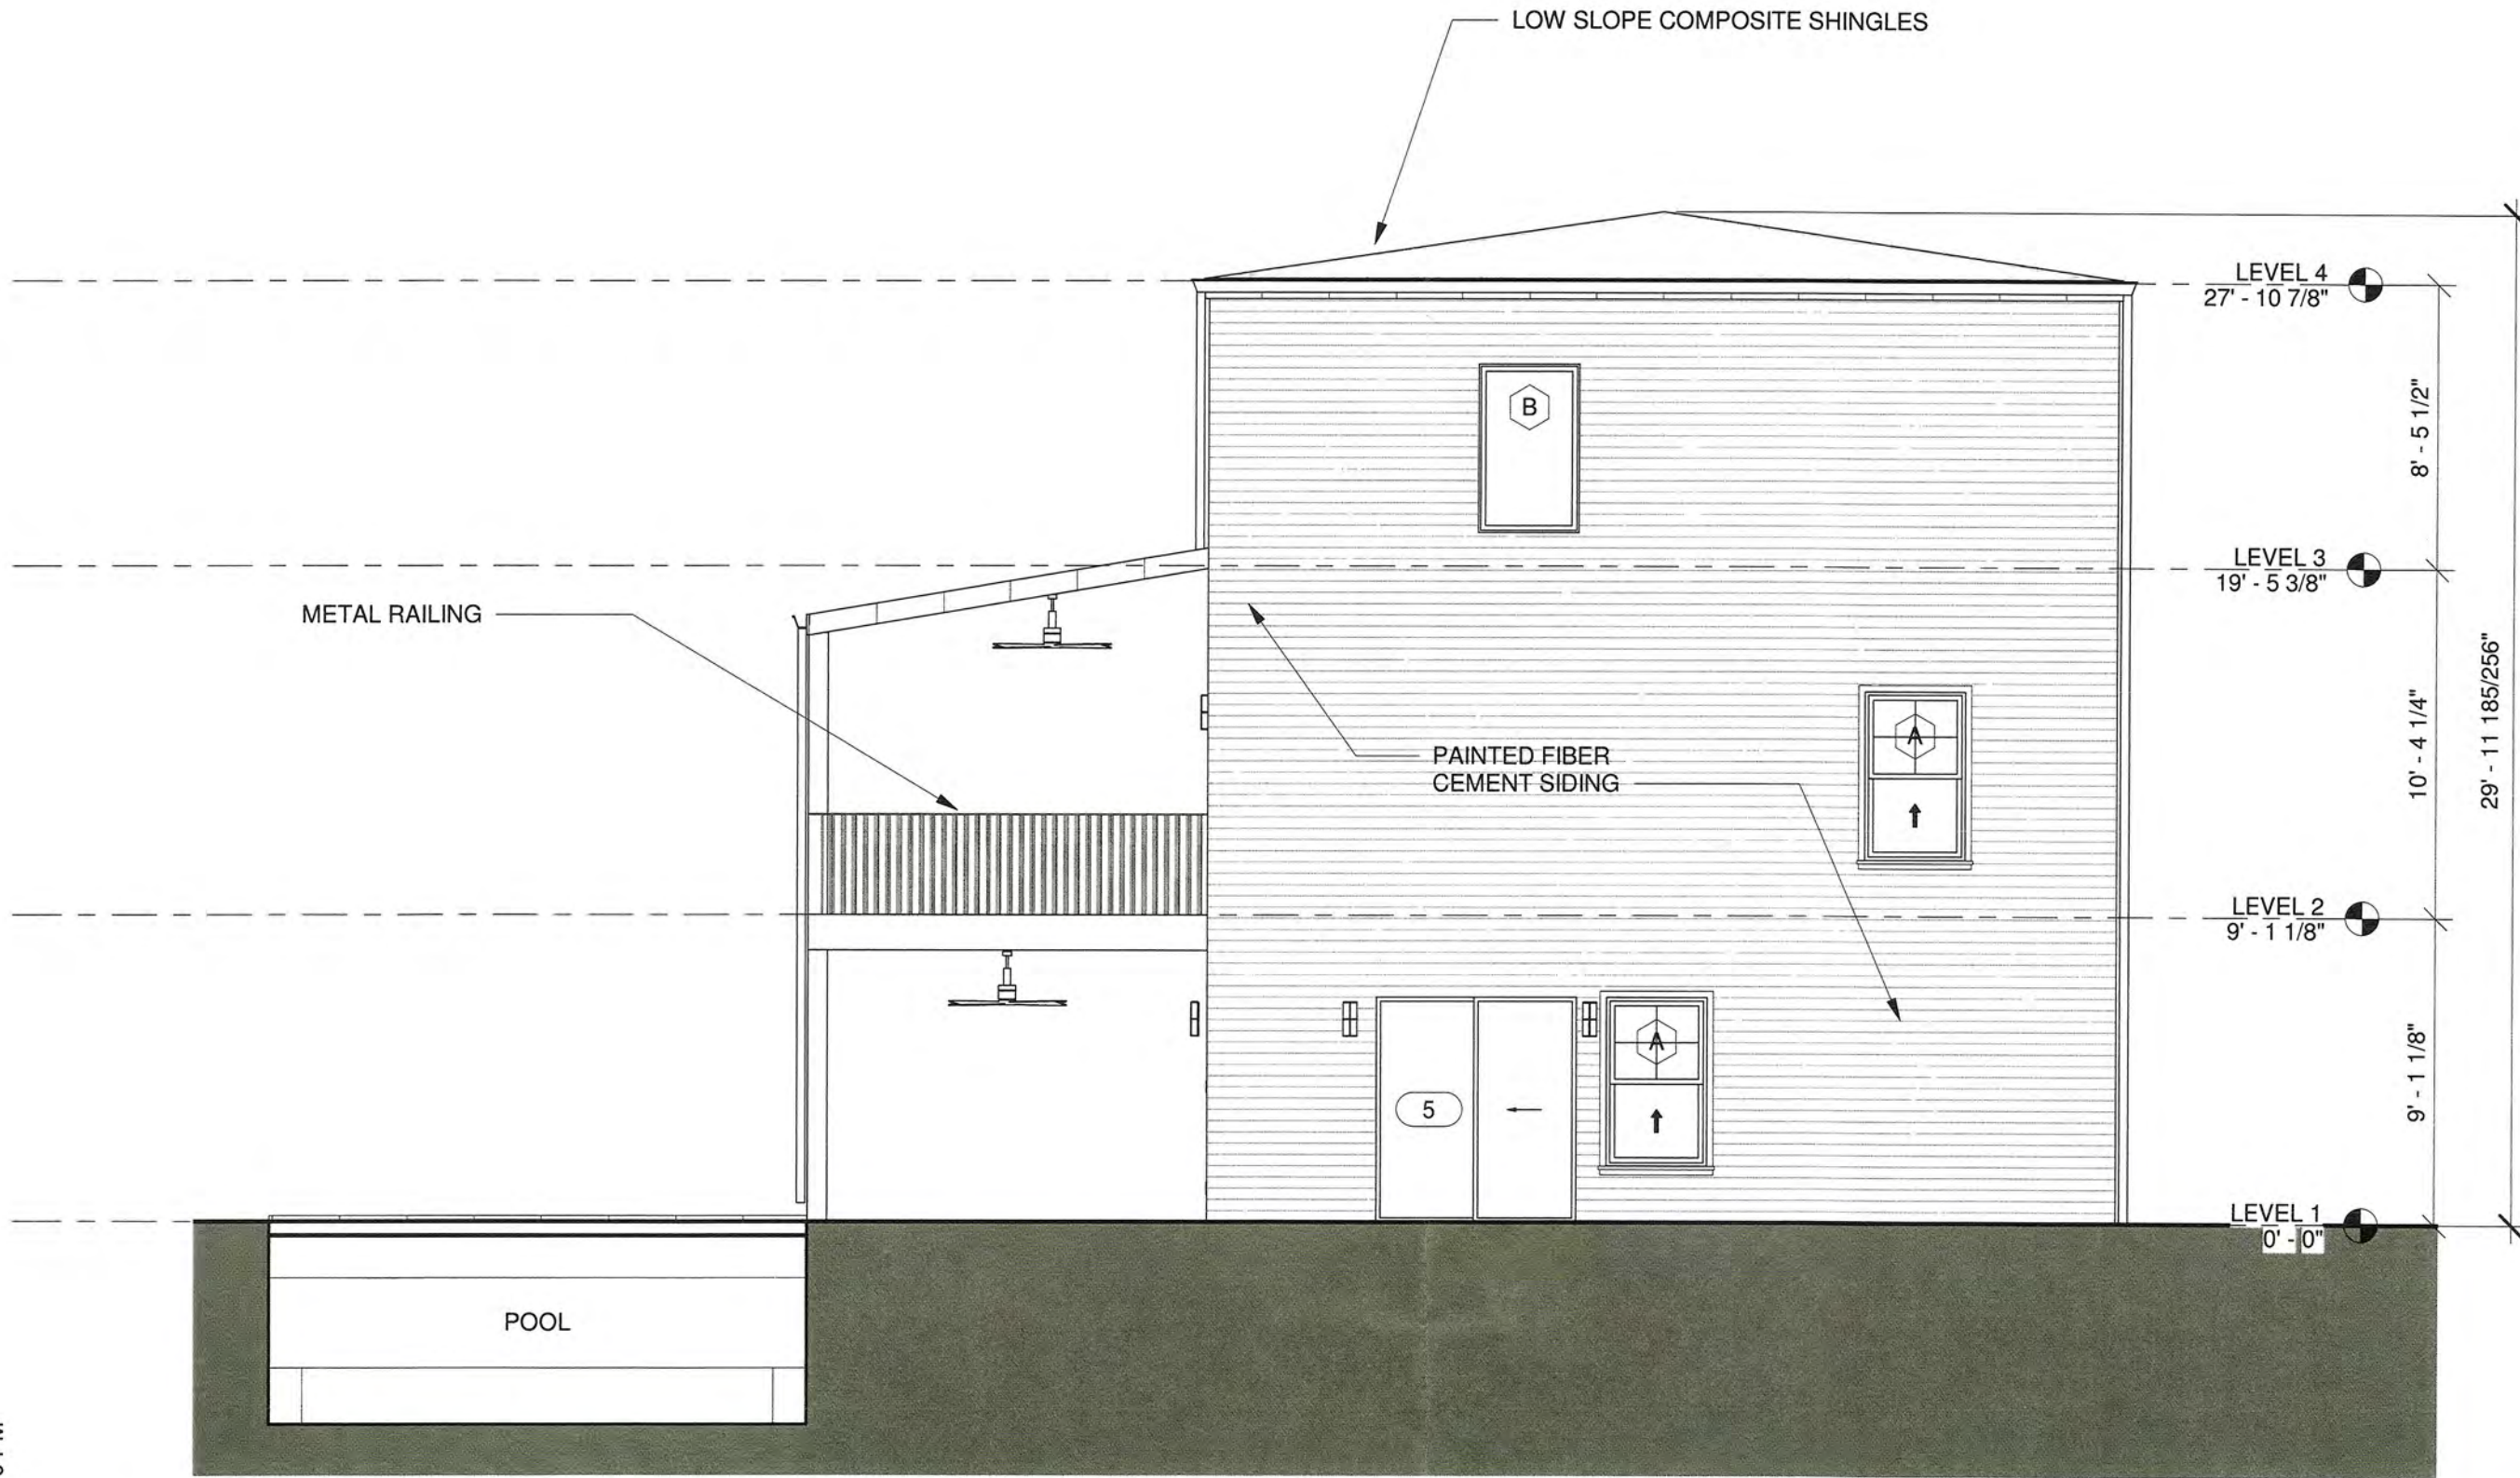 LOW SLOPE COMPOSITE SHINGLES
LEVEL 4
27' - 10 7/8"
B
8' - 5 1/2"
LEVEL 3
19' - 5 3/8"
METAL RAILING
29' - 11 185/256"
10' - 4 1/4"
A
PAINTED FIBER
CEMENT SIDING
LEVEL 2
9' - 1 1/8"
A
9' - 1 1/8"
5
LEVEL 1
0' - 0"
POOL